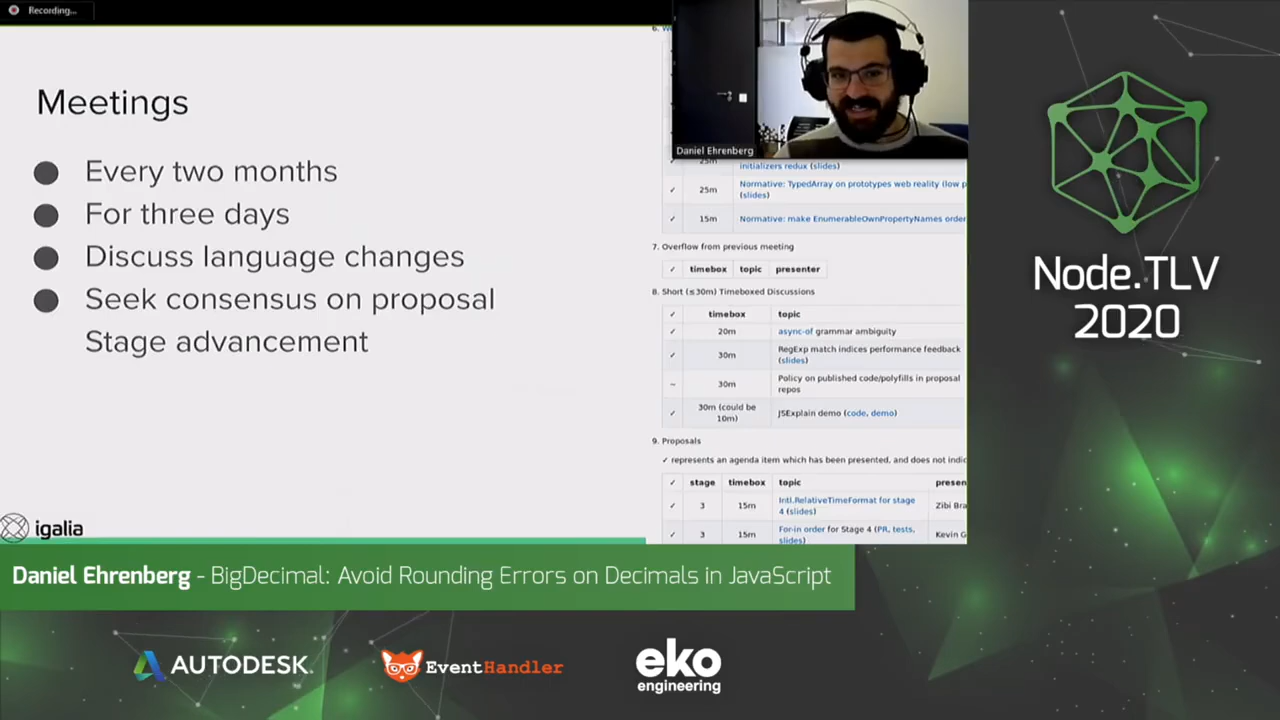 Recording...
Meetings
Every two months
For three days
Discuss language changes
Seek consensus on proposal
Stage advancement
igalia
Daniel Ehrenberg
25m
initializers redux (slides)
✓ 25m Normative: TypedArray on prototypes web reality (low p
(slides)
✓ 15m Normative: make EnumerableOwnPropertyNames order
7. Overflow from previous meeting
✓ timebox topic presenter
8. Short (≤30m) Timeboxed Discussions
✓ timebox topic
✓ 20m async-of grammar ambiguity
✓ 30m RegExp match indices performance feedback
(slides)
~ 30m Policy on published code/polyfills in proposal
repos
✓ 30m (could be
10m) JSExplain demo (code, demo)
9. Proposals
✓ represents an agenda item which has been presented, and does not indic
✓ stage timebox topic presen
✓ 3 15m Intl.RelativeTimeFormat for stage
4 (slides) Zibi Bra
✓ 3 15m For-in order for Stage 4 (PR, tests,
slides) Kevin G
Node.TLV
2020
Daniel Ehrenberg - BigDecimal: Avoid Rounding Errors on Decimals in JavaScript
AUTODESK
EventHandler
eko
engineering